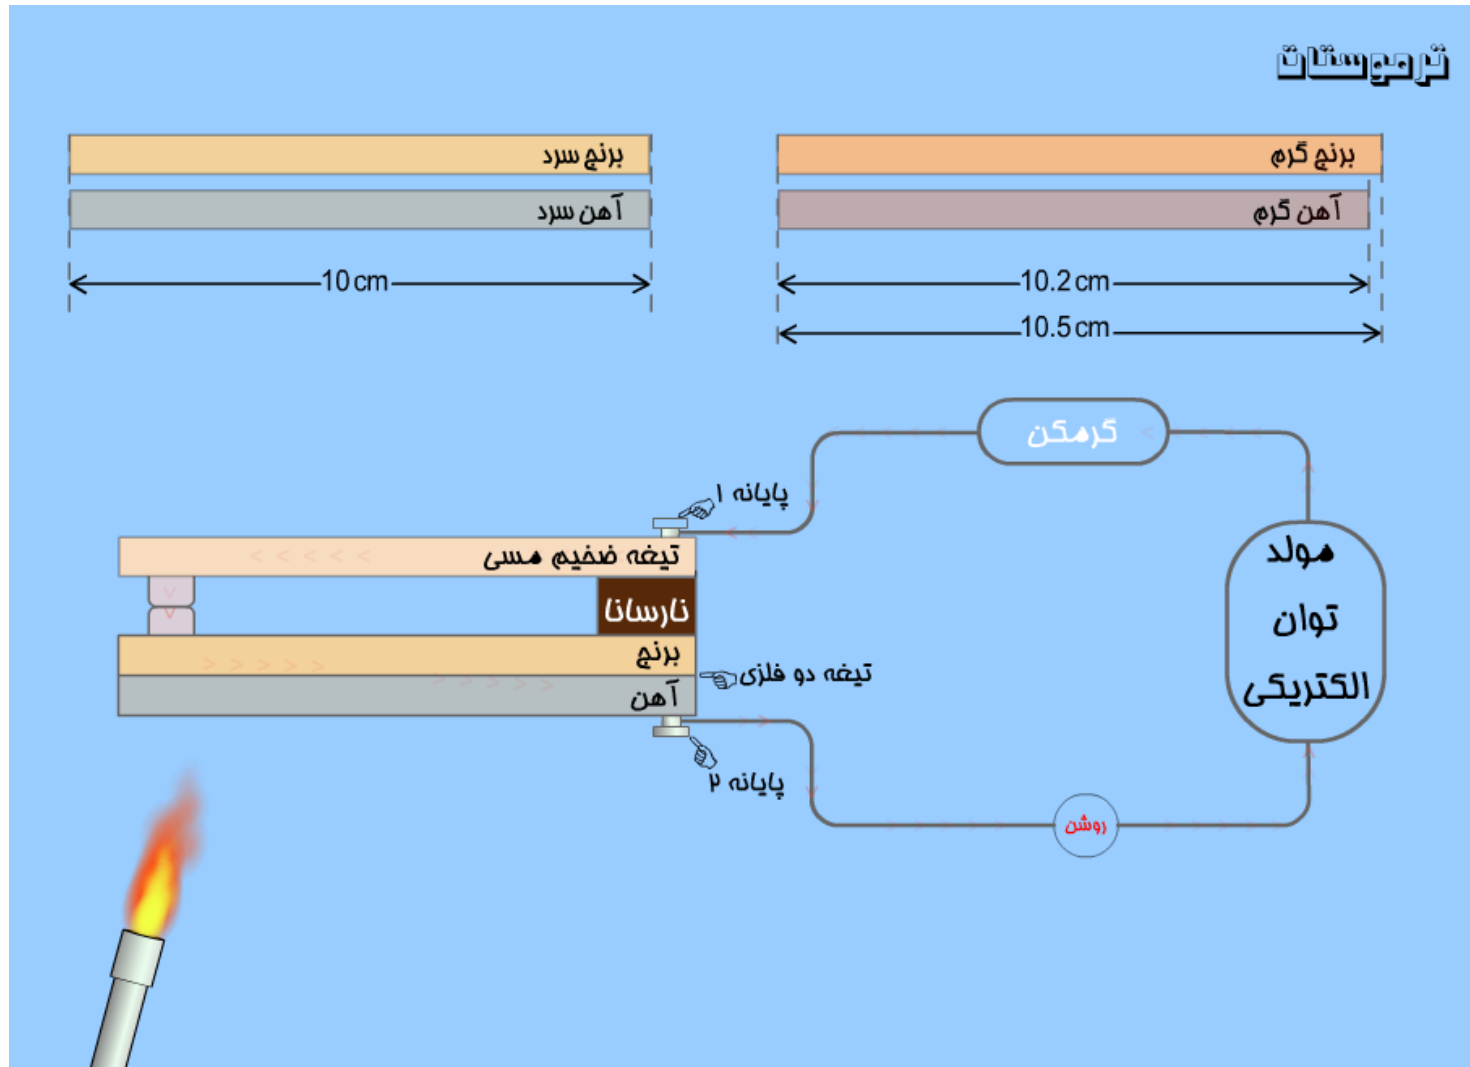 ترموستات
برنج گرم
آهن گرم
10.2 cm
10.5 cm
برنج سرد
آهن سرد
10 cm
گرمکن
پایانه ۱
تیغه ضخیم مسی
نارسانا
برنج
تیغه دو فلزی
آهن
پایانه ۲
مولد
توان
الکتریکی
روشن